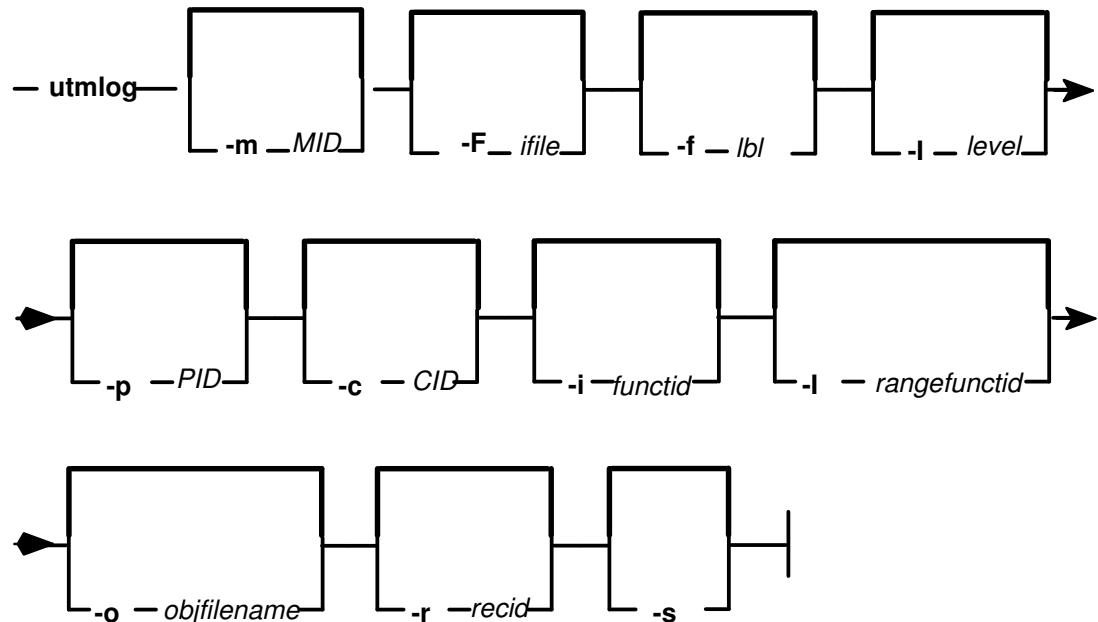 utmlog
-m MID -F ifile -f lbl -l level
-p PID -c CID -i functid -I rangefunctid
-o objfilename -r recid -s